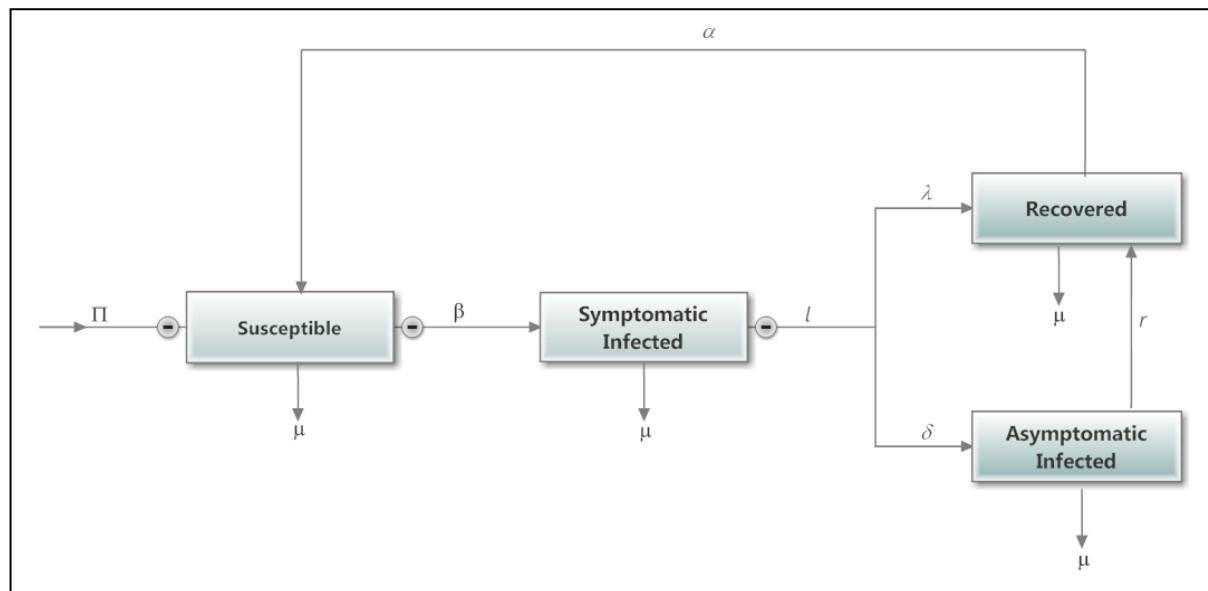 α
λ
Recovered
Π
Susceptible
β
Symptomatic
Infected
l
μ
r
μ
μ
δ
Asymptomatic
Infected
μ